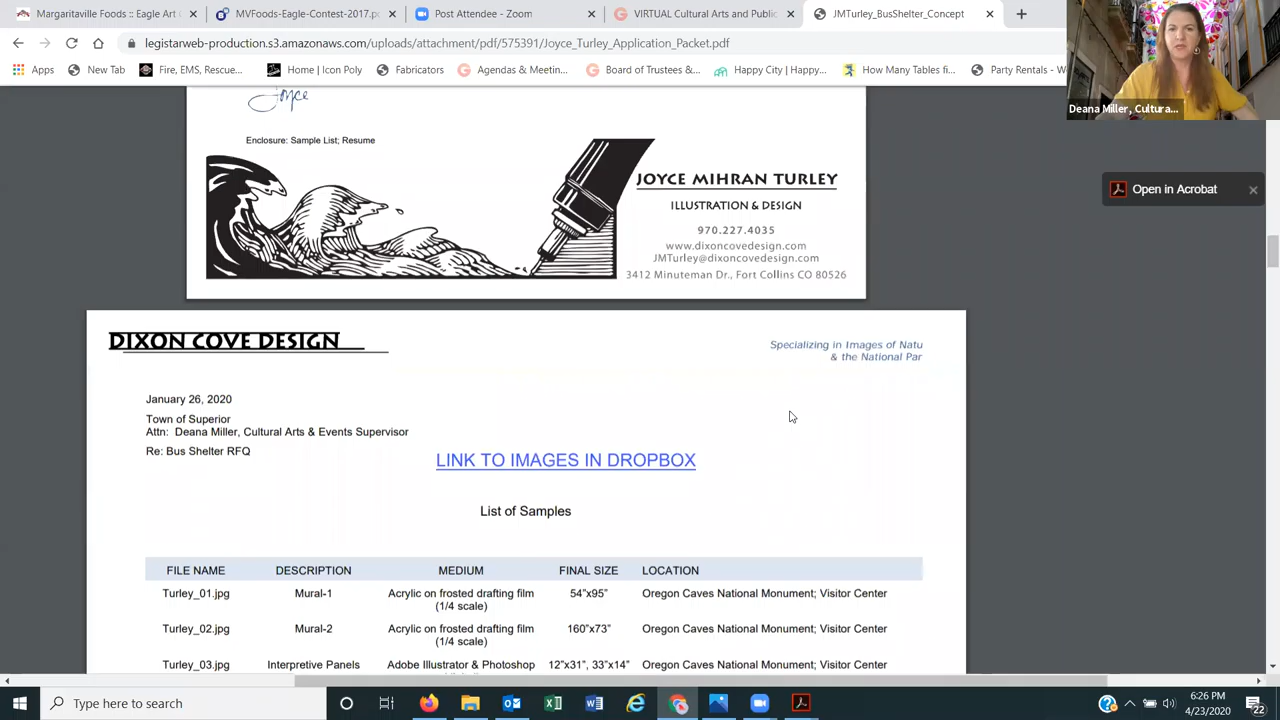 Margaritaville Foods :: Eagle Art C
MVFoods-Eagle-Contest-2017.p
Post Attendee - Zoom
VIRTUAL Cultural Arts and Public
JMTurley_BusShelter_Concept
legistarweb-production.s3.amazonaws.com/uploads/attachment/pdf/575391/Joyce_Turley_Application_Packet.pdf
Apps
New Tab
Fire, EMS, Rescue...
Home | Icon Poly
Fabricators
Agendas & Meetin...
Board of Trustees &...
Happy City | Happy...
How Many Tables fi...
Party Rentals - W
Deana Miller, Cultura...
Open in Acrobat
Joyce
Enclosure: Sample List; Resume
JOYCE MIHRAN TURLEY
ILLUSTRATION & DESIGN
970.227.4035
www.dixoncovedesign.com
JMTurley@dixoncovedesign.com
3412 Minuteman Dr., Fort Collins CO 80526
DIXON COVE DESIGN
Specializing in Images of Natu
& the National Par
January 26, 2020
Town of Superior
Attn: Deana Miller, Cultural Arts & Events Supervisor
Re: Bus Shelter RFQ
LINK TO IMAGES IN DROPBOX
List of Samples
FILE NAME DESCRIPTION MEDIUM FINAL SIZE LOCATION
Turley_01.jpg Mural-1 Acrylic on frosted drafting film 54"x95" Oregon Caves National Monument; Visitor Center
(1/4 scale)
Turley_02.jpg Mural-2 Acrylic on frosted drafting film 160"x73" Oregon Caves National Monument; Visitor Center
(1/4 scale)
Turley_03.jpg Interpretive Panels Adobe Illustrator & Photoshop 12"x31", 33"x14" Oregon Caves National Monument; Visitor Center
Type here to search
6:26 PM
4/23/2020
22